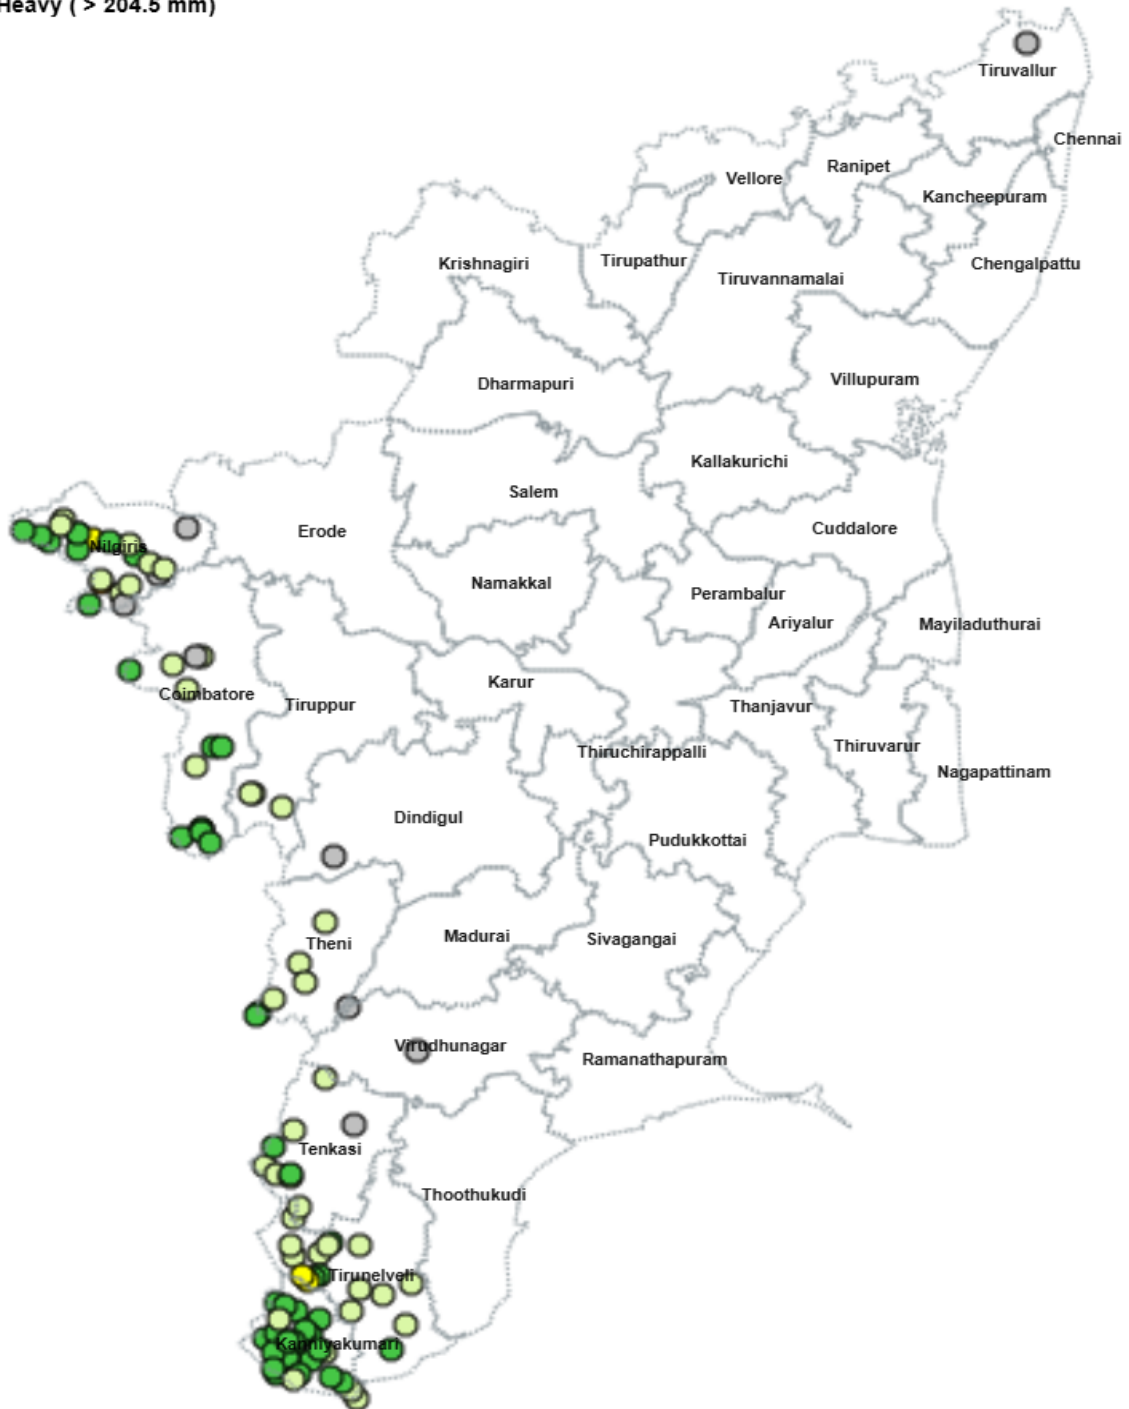 Heavy ( > 204.5 mm)
Tiruvallur
Chennai
Ranipet
Vellore
Kancheepuram
Krishnagiri
Tirupathur
Chengalpattu
Tiruvannamalai
Dharmapuri
Villupuram
Kallakurichi
Salem
Erode
Cuddalore
Nilgiris
Namakkal
Perambalur
Ariyalur
Mayiladuthurai
Karur
Coimbatore
Tiruppur
Thanjavur
Thiruchirappalli
Thiruvarur
Nagapattinam
Dindigul
Pudukkottai
Theni
Madurai
Sivagangai
Virudhunagar
Ramanathapuram
Tenkasi
Thoothukudi
Tirunelveli
Kanniyakumari